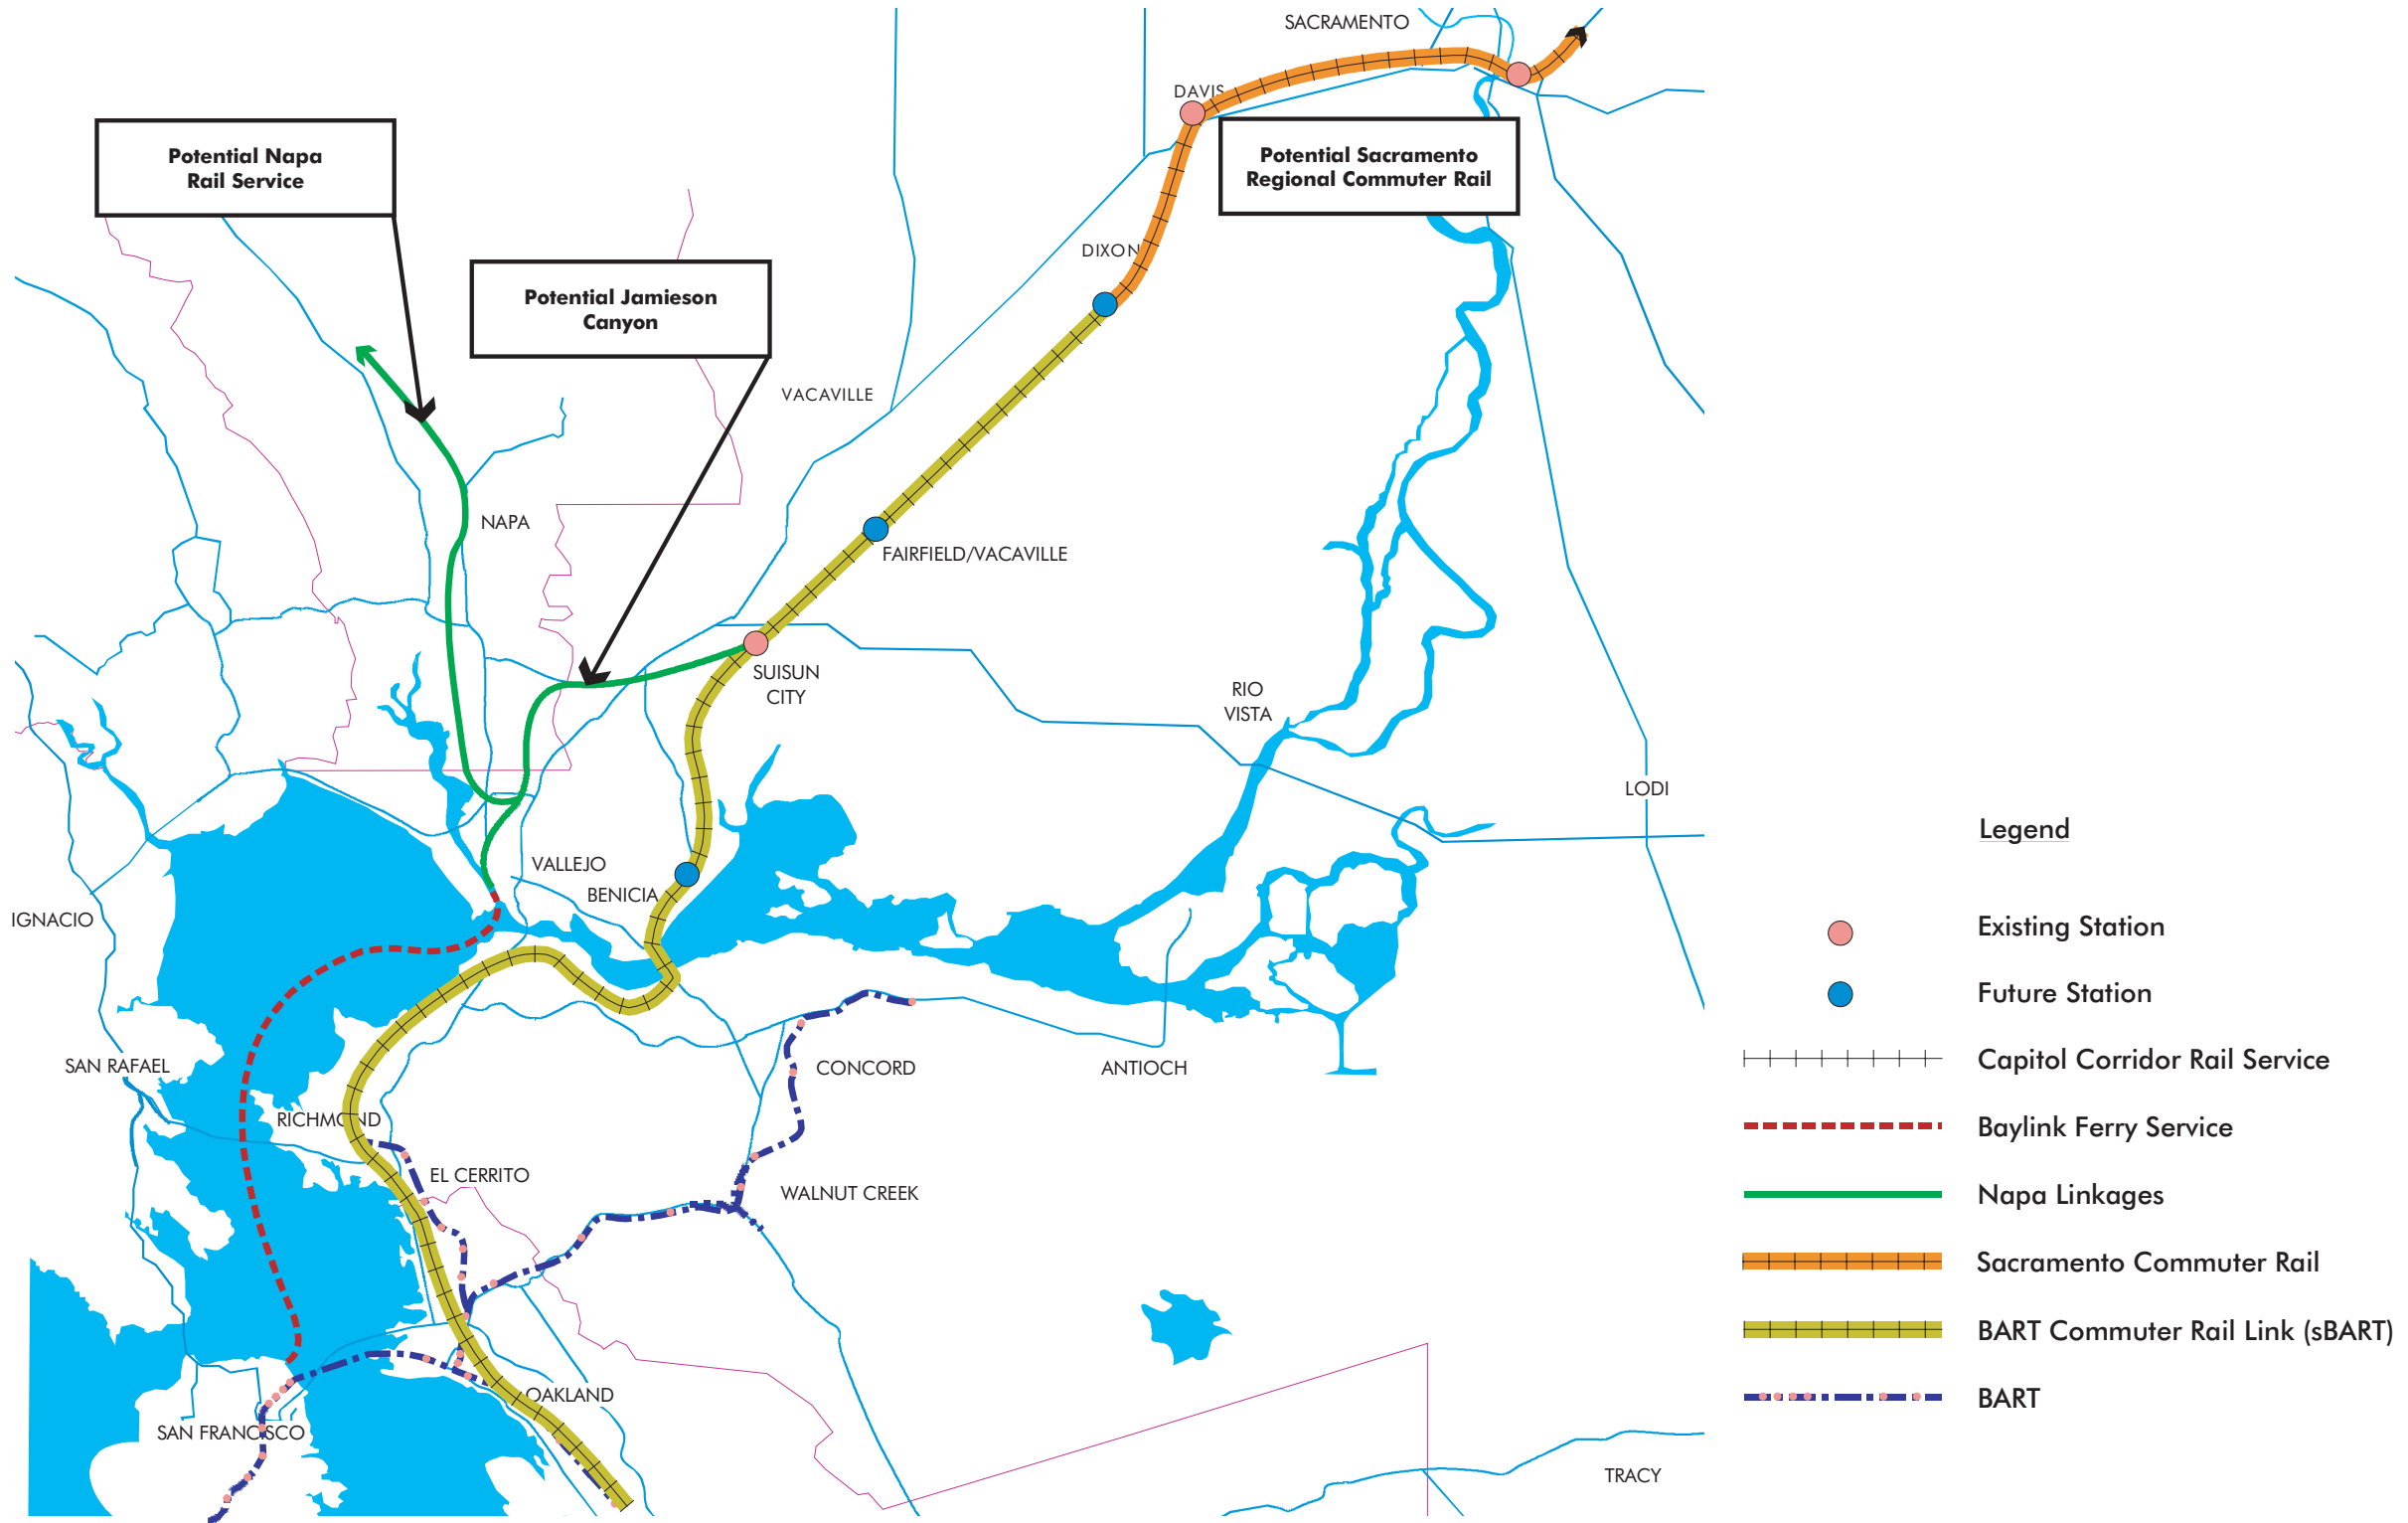 SACRAMENTO
DAVIS
Potential Napa
Rail Service
Potential Sacramento
Regional Commuter Rail
DIXON
Potential Jamieson
Canyon
VACAVILLE
NAPA
FAIRFIELD/VACAVILLE
SUISUN
CITY
RIO
VISTA
LODI
VALLEJO
BENICIA
IGNACIO
SAN RAFAEL
CONCORD
ANTIOCH
RICHMOND
EL CERRITO
WALNUT CREEK
OAKLAND
SAN FRANCISCO
TRACY
Legend
Existing Station
Future Station
Capitol Corridor Rail Service
Baylink Ferry Service
Napa Linkages
Sacramento Commuter Rail
BART Commuter Rail Link (sBART)
BART